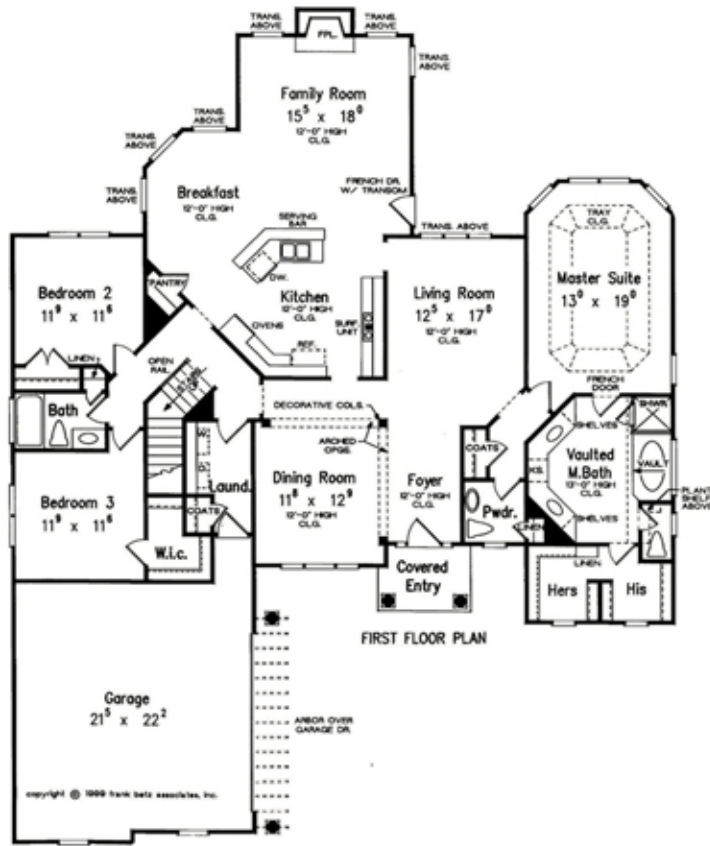 TRANS.
ABOVE
TRANS.
ABOVE
FPL.
TRANS.
ABOVE
Family Room
15⁵ x 18⁰
12'-0" HIGH
CLG.
TRANS.
ABOVE
TRANS.
ABOVE
TRANS.
ABOVE
Breakfast
12'-0" HIGH
CLG.
FRENCH DR.
W/ TRANSOM
SERVING
BAR
TRANS. ABOVE
TRAY
CLG.
DW.
PANTRY
Bedroom 2
11⁹ x 11⁶
Kitchen
12'-0" HIGH
CLG.
Living Room
12⁵ x 17⁰
12'-0" HIGH
CLG.
Master Suite
13⁰ x 19⁰
OVENS
SURF.
UNIT
REF.
LINEN
OPEN
RAIL
FRENCH
DOOR
SHWR.
DECORATIVE COLS.
SHELVES
Bath
ARCHED
OPGS.
COATS
Vaulted
M.Bath
13'-0" HIGH
CLG.
VAULT
K.S.
W.
D.
Laund.
Dining Room
11⁸ x 12⁹
12'-0" HIGH
CLG.
Foyer
12'-0" HIGH
CLG.
PLANT
SHELF
ABOVE
Bedroom 3
11⁹ x 11⁶
COATS
Pwdr.
LINEN
SHELVES
W.i.c.
Covered
Entry
LINEN
Hers
His
FIRST FLOOR PLAN
Garage
21⁵ x 22²
ARBOR OVER
GARAGE DR.
copyright © 1999 frank betz associates, inc.